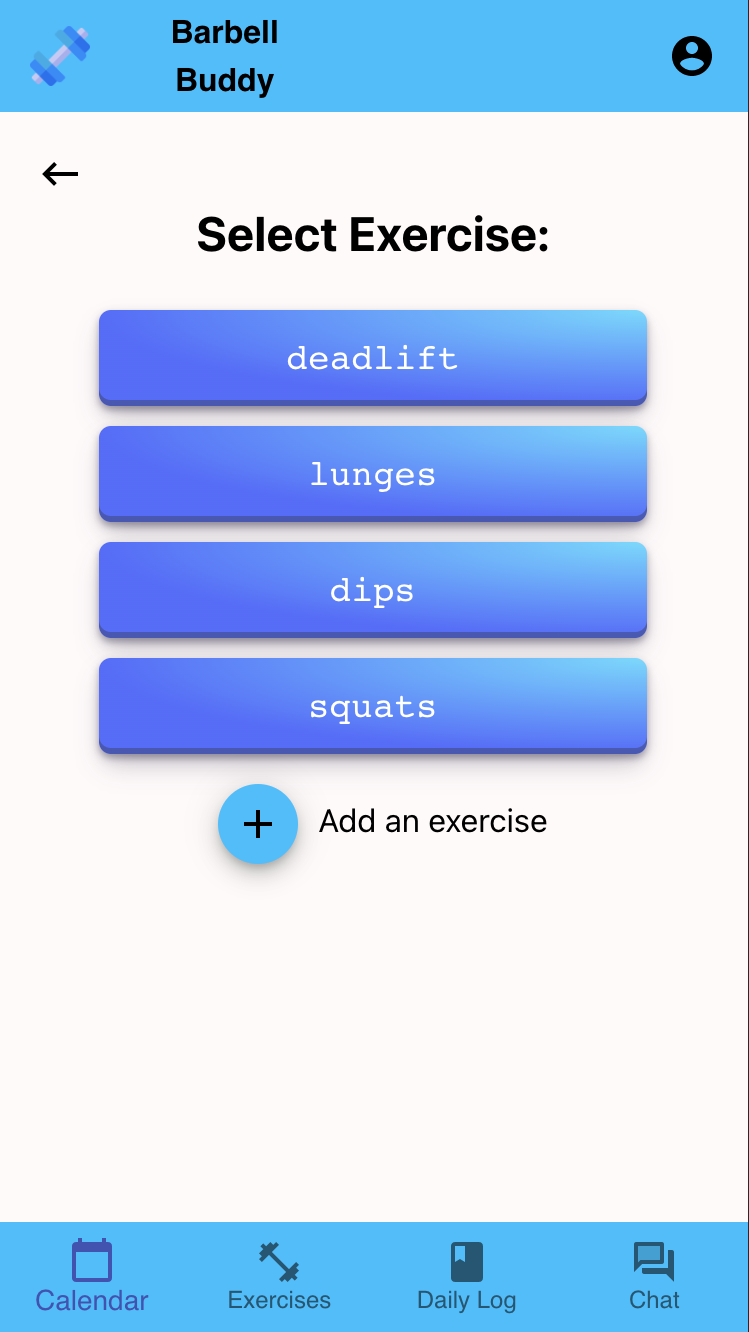 Barbell
Buddy
Select Exercise:
deadlift
lunges
dips
squats
Add an exercise
Calendar
Exercises
Daily Log
Chat